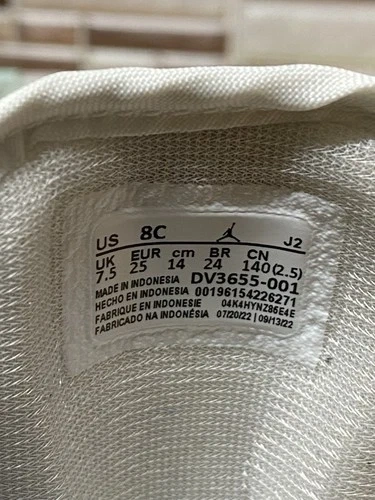 US 8C J2
UK EUR cm BR CN
7.5 25 14 24 140(2.5)
MADE IN INDONESIA DV3655-001
HECHO EN INDONESIA 00196154226271
FABRIQUE EN INDONESIE 04K4HYNZ85E4E
FABRICADO NA INDONÉSIA 07/20/22 | 09/13/22